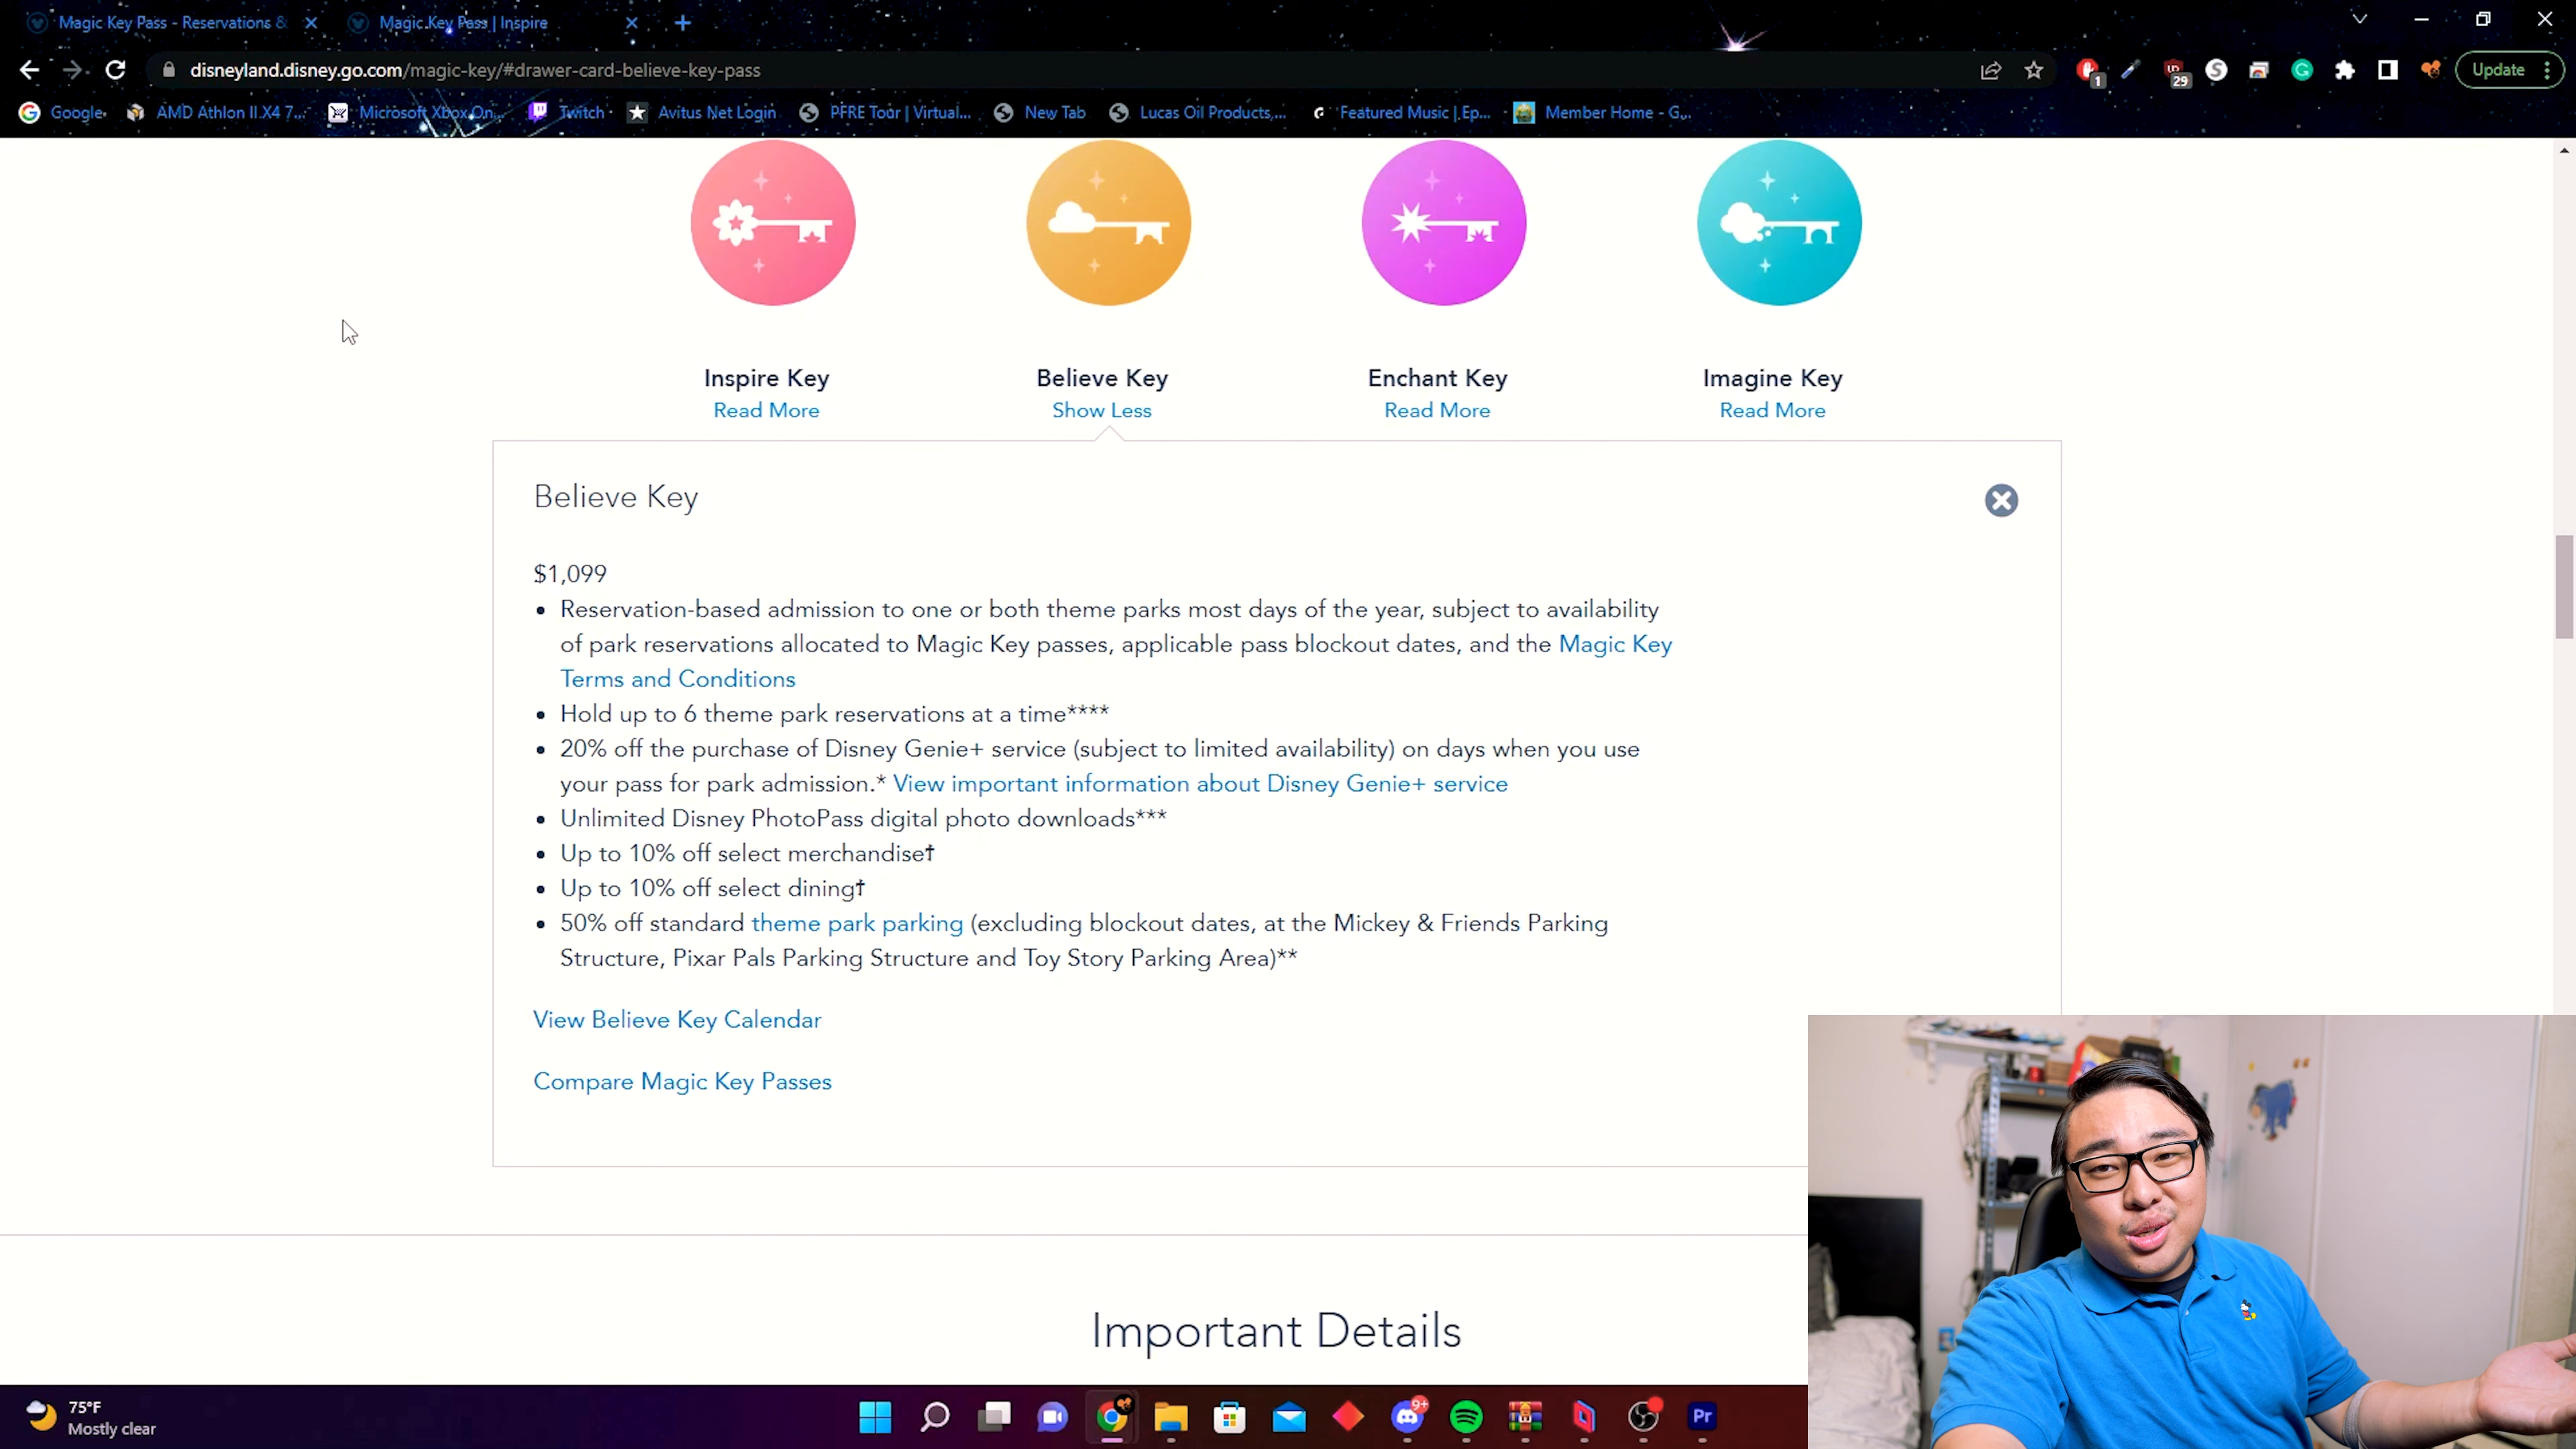 Magic Key Pass - Reservations &
Magic Key Pass | Inspire
disneyland.disney.go.com/magic-key/#drawer-card-believe-key-pass
1
29
Update
Google
AMD Athlon II X4 7...
Microsoft Xbox On...
Twitch
Avitus Net Login
PFRE Tour | Virtual...
New Tab
Lucas Oil Products,...
Featured Music | Ep...
Member Home - G...
Inspire Key
Believe Key
Enchant Key
Imagine Key
Read More
Show Less
Read More
Read More
Believe Key
$1,099
• Reservation-based admission to one or both theme parks most days of the year, subject to availability
of park reservations allocated to Magic Key passes, applicable pass blockout dates, and the Magic Key
Terms and Conditions
• Hold up to 6 theme park reservations at a time****
• 20% off the purchase of Disney Genie+ service (subject to limited availability) on days when you use
your pass for park admission.* View important information about Disney Genie+ service
• Unlimited Disney PhotoPass digital photo downloads***
• Up to 10% off select merchandise†
• Up to 10% off select dining†
• 50% off standard theme park parking (excluding blockout dates, at the Mickey & Friends Parking
Structure, Pixar Pals Parking Structure and Toy Story Parking Area)**
View Believe Key Calendar
Compare Magic Key Passes
Important Details
75°F
Mostly clear
9+
Pr